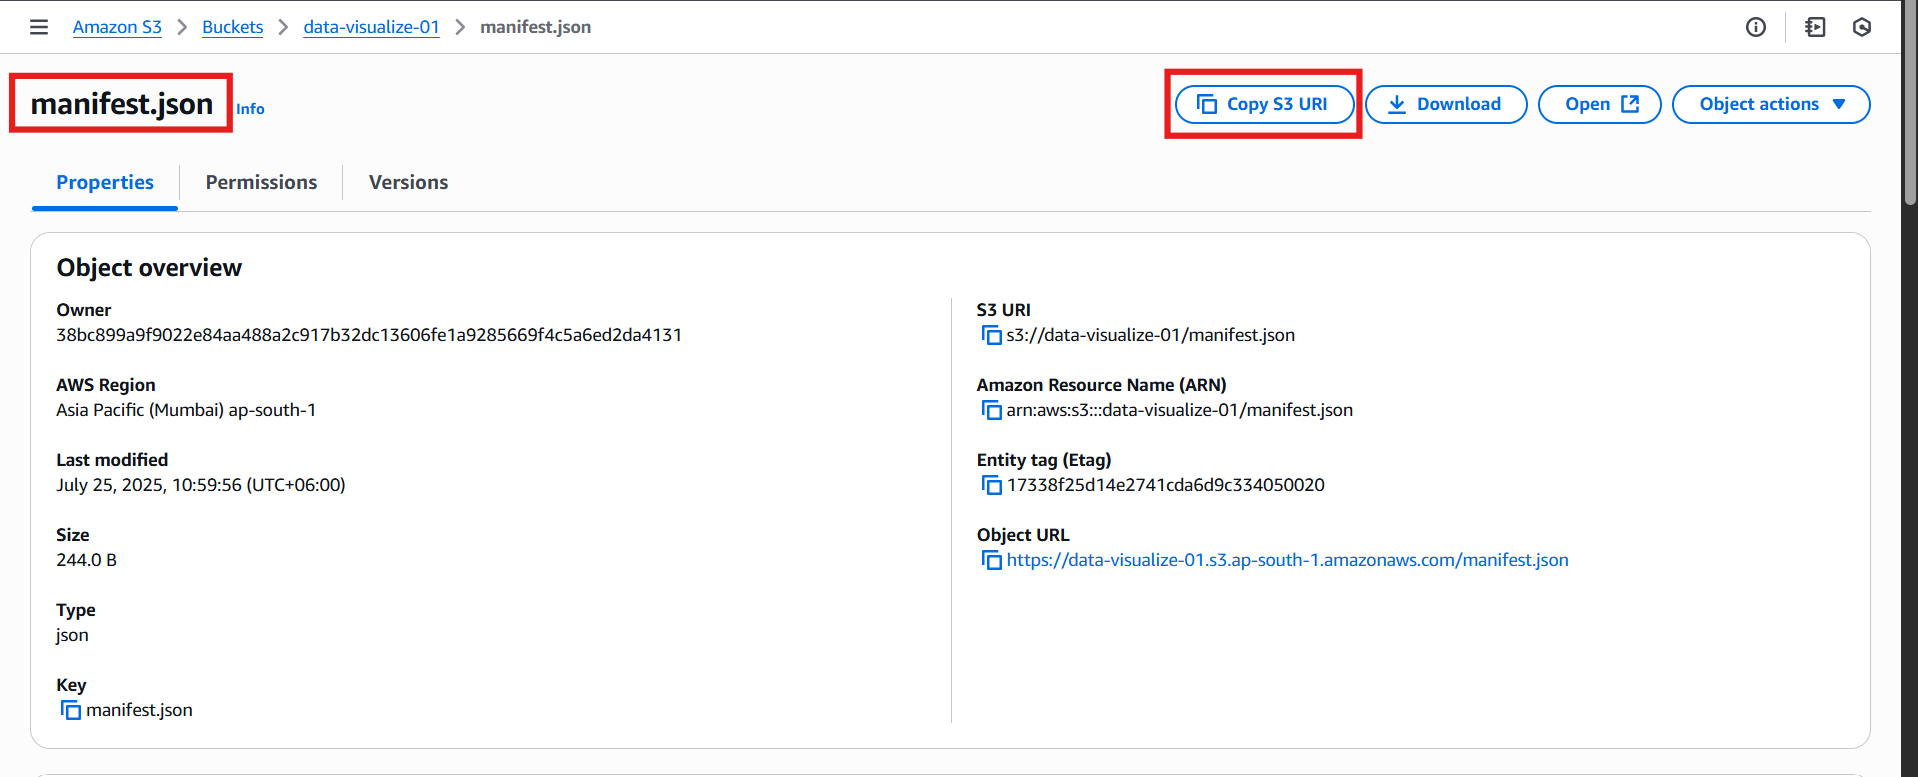 Amazon S3 > Buckets > data-visualize-01 > manifest.json
manifest.json Info
Copy S3 URI Download Open Object actions
Properties Permissions Versions
Object overview
Owner
38bc899a9f9022e84aa488a2c917b32dc13606fe1a9285669f4c5a6ed2da4131
AWS Region
Asia Pacific (Mumbai) ap-south-1
Last modified
July 25, 2025, 10:59:56 (UTC+06:00)
Size
244.0 B
Type
json
Key
manifest.json
S3 URI
s3://data-visualize-01/manifest.json
Amazon Resource Name (ARN)
arn:aws:s3:::data-visualize-01/manifest.json
Entity tag (Etag)
17338f25d14e2741cda6d9c334050020
Object URL
https://data-visualize-01.s3.ap-south-1.amazonaws.com/manifest.json